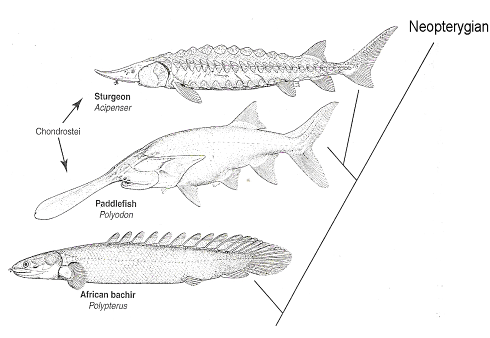 Neopterygian
Sturgeon
Acipenser
Chondrostei
Paddlefish
Polyodon
African bachir
Polypterus